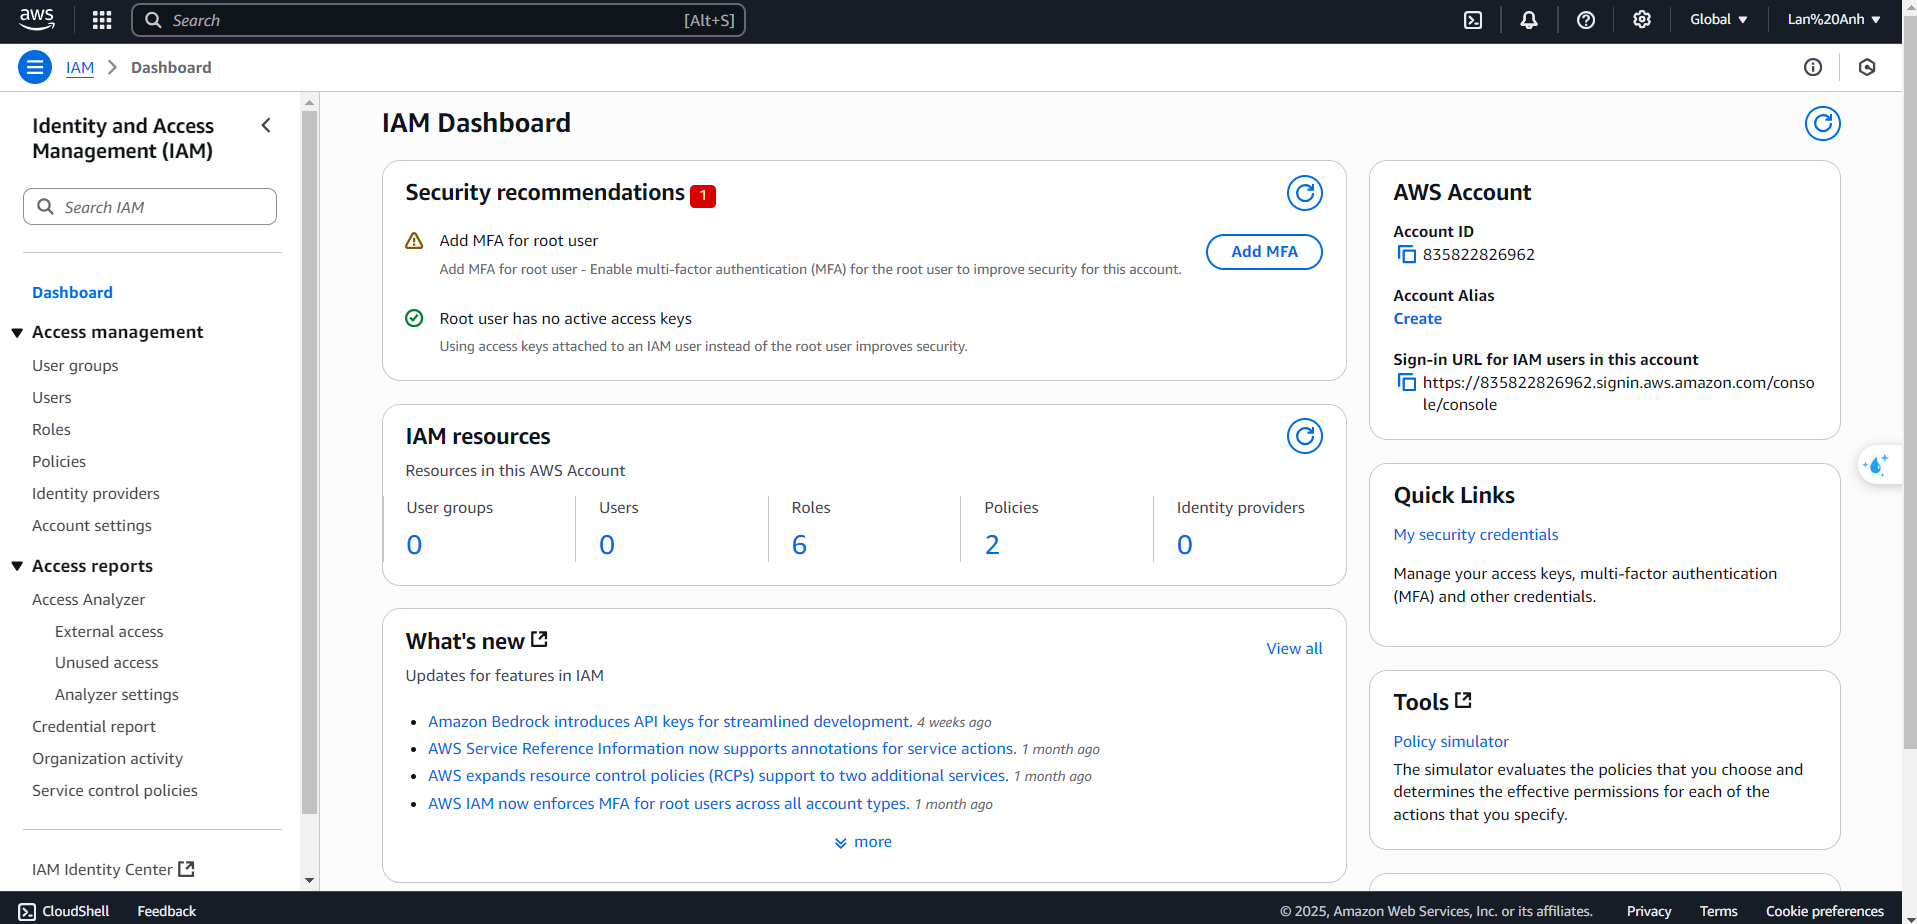 aws
Search
[Alt+S]
Global
Lan%20Anh
IAM
Dashboard
Identity and Access
Management (IAM)
Search IAM
Dashboard
Access management
User groups
Users
Roles
Policies
Identity providers
Account settings
Access reports
Access Analyzer
External access
Unused access
Analyzer settings
Credential report
Organization activity
Service control policies
IAM Identity Center
IAM Dashboard
Security recommendations 1
Add MFA for root user
Add MFA for root user - Enable multi-factor authentication (MFA) for the root user to improve security for this account.
Add MFA
Root user has no active access keys
Using access keys attached to an IAM user instead of the root user improves security.
IAM resources
Resources in this AWS Account
User groups
0
Users
0
Roles
6
Policies
2
Identity providers
0
What's new
View all
Updates for features in IAM
Amazon Bedrock introduces API keys for streamlined development. 4 weeks ago
AWS Service Reference Information now supports annotations for service actions. 1 month ago
AWS expands resource control policies (RCPs) support to two additional services. 1 month ago
AWS IAM now enforces MFA for root users across all account types. 1 month ago
more
AWS Account
Account ID
835822826962
Account Alias
Create
Sign-in URL for IAM users in this account
https://835822826962.signin.aws.amazon.com/conso
le/console
Quick Links
My security credentials
Manage your access keys, multi-factor authentication
(MFA) and other credentials.
Tools
Policy simulator
The simulator evaluates the policies that you choose and
determines the effective permissions for each of the
actions that you specify.
CloudShell
Feedback
© 2025, Amazon Web Services, Inc. or its affiliates.
Privacy
Terms
Cookie preferences